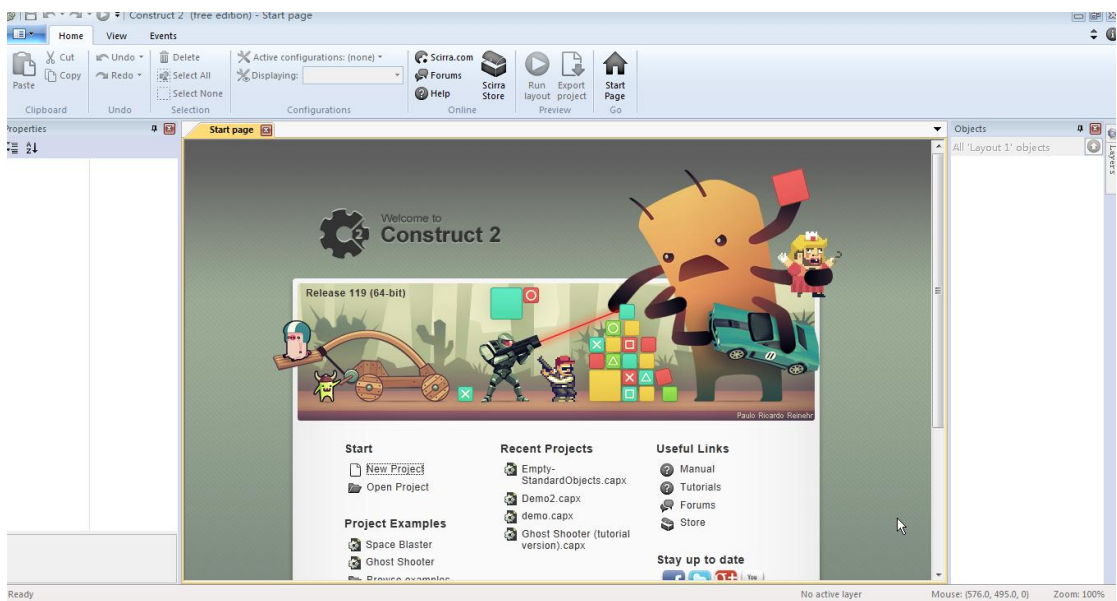 Construct 2 (free edition) - Start page
Home View Events
Paste
Cut
Copy
Clipboard
Undo
Redo
Undo
Delete
Select All
Select None
Selection
Active configurations: (none)
Displaying:
Configurations
Scirra.com
Forums
Help
Scirra
Store
Online
Run
layout
Export
project
Preview
Start
Page
Go
Properties
Start page
Objects
All 'Layout 1' objects
Layers
Welcome to
Construct 2
2
Release 119 (64-bit)
Paulo Ricardo Reinehr
Start
New Project
Open Project
Project Examples
Space Blaster
Ghost Shooter
Browse examples
Recent Projects
Empty-
StandardObjects.capx
Demo2.capx
demo.capx
Ghost Shooter (tutorial
version).capx
Useful Links
Manual
Tutorials
Forums
Store
Stay up to date
You
Ready
No active layer
Mouse: (576.0, 495.0, 0)
Zoom: 100%